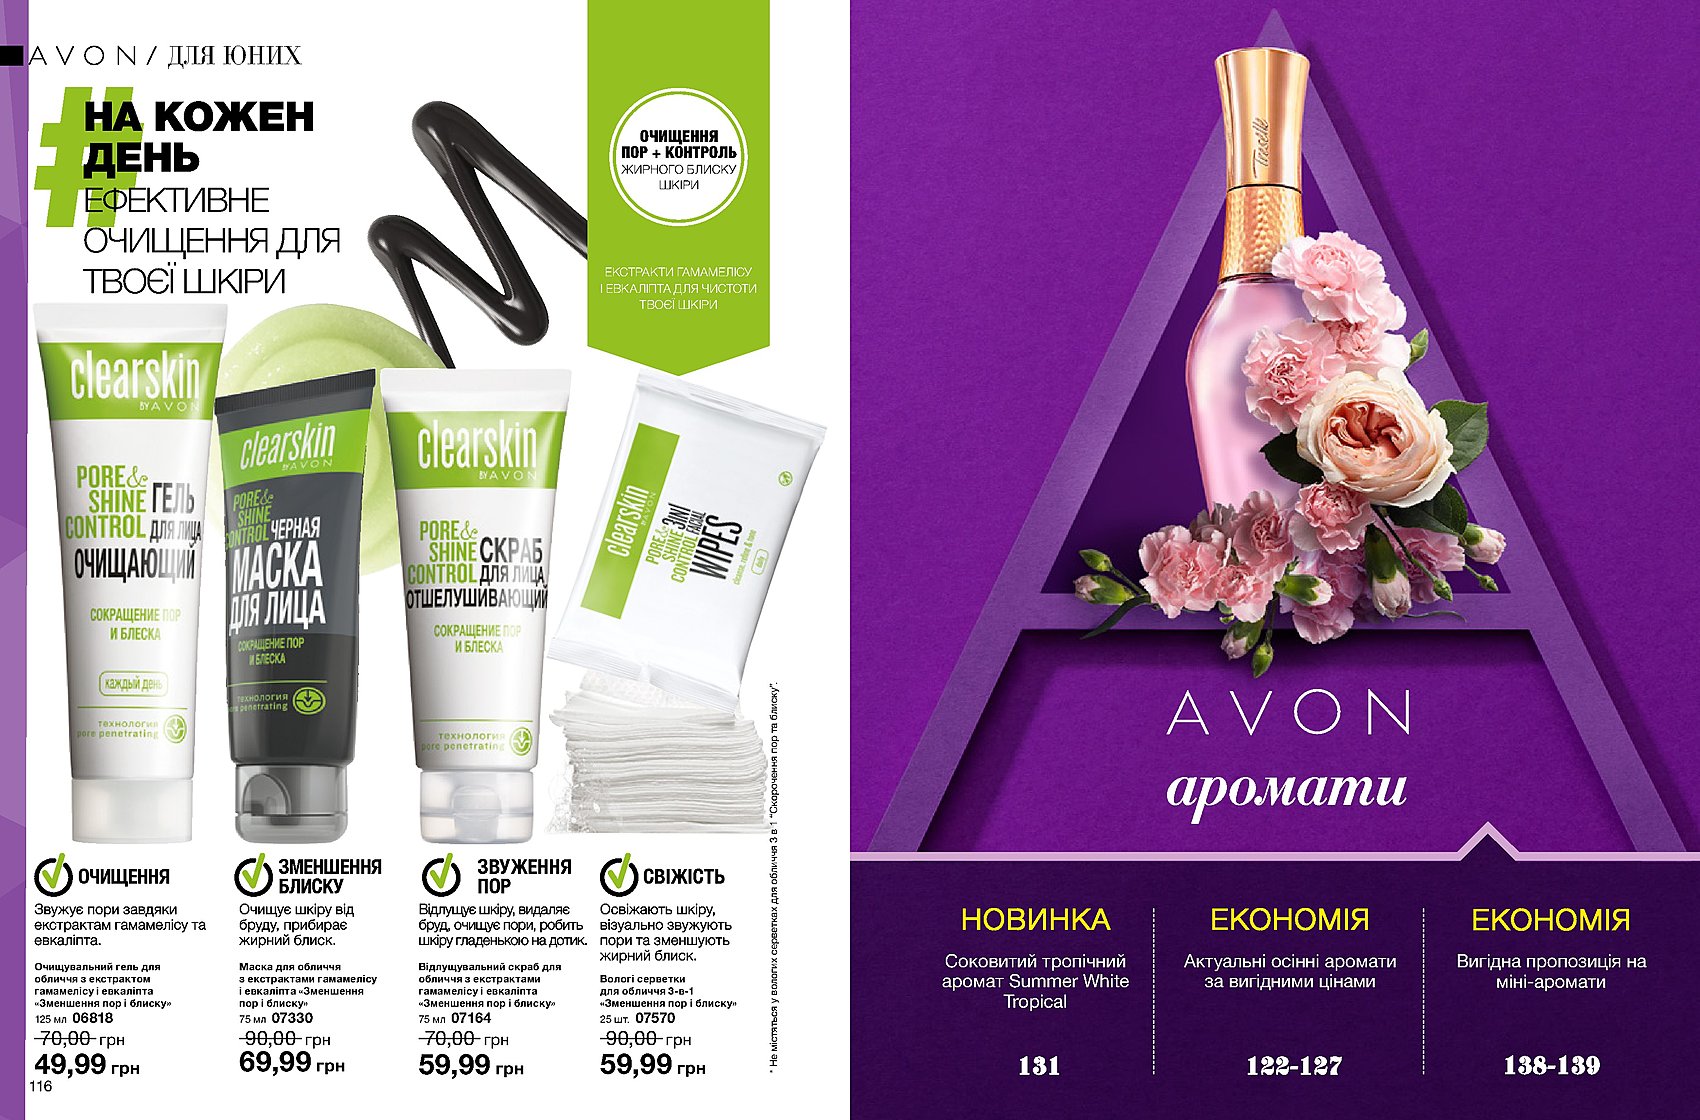 AVON / ДЛЯ ЮНИХ
#НА КОЖЕН
ДЕНЬ
ЕФЕКТИВНЕ
ОЧИЩЕННЯ ДЛЯ
ТВОЄЇ ШКІРИ
ОЧИЩЕННЯ
ПОР + КОНТРОЛЬ
ЖИРНОГО БЛИСКУ
ШКІРИ
ЕКСТРАКТИ ГАМАМЕЛІСУ
І ЕВКАЛІПТА ДЛЯ ЧИСТОТИ
ТВОЄЇ ШКІРИ
clearskin
BY AVON
PORE &
SHINE
CONTROL
ГЕЛЬ
ДЛЯ ЛИЦА
ОЧИЩАЮЩИЙ
СОКРАЩЕНИЕ ПОР
И БЛЕСКА
каждый день
технология
pore penetrating
clearskin
BY AVON
PORE &
SHINE
CONTROL
ЧЕРНАЯ
МАСКА
ДЛЯ ЛИЦА
СОКРАЩЕНИЕ ПОР
И БЛЕСКА
технология
pore penetrating
clearskin
BY AVON
PORE &
SHINE
CONTROL
СКРАБ
ДЛЯ ЛИЦА
ОТШЕЛУШИВАЮЩИЙ
СОКРАЩЕНИЕ ПОР
И БЛЕСКА
технология
pore penetrating
clearskin
BY AVON
PORE &
SHINE
CONTROL
3IN1
FACIAL
WIPES
cleanse, refine & tone
daily
* Не містяться у вологих серветках для обличчя 3 в 1 "Скорочення пор та блиску".
ОЧИЩЕННЯ
Звужує пори завдяки
екстрактам гамамелісу та
евкаліпта.
Очищувальний гель для
обличчя з екстрактом
гамамелісу і евкаліпта
«Зменшення пор і блиску»
125 мл 06818
70,00 грн
49,99 грн
ЗМЕНШЕННЯ
БЛИСКУ
Очищує шкіру від
бруду, прибирає
жирний блиск.
Маска для обличчя
з екстрактами гамамелісу
і евкаліпта «Зменшення
пор і блиску»
75 мл 07330
90,00 грн
69,99 грн
ЗВУЖЕННЯ
ПОР
Відлущує шкіру, видаляє
бруд, очищує пори, робить
шкіру гладенькою на дотик.
Відлущувальний скраб для
обличчя з екстрактами
гамамелісу і евкаліпта
«Зменшення пор і блиску»
75 мл 07164
70,00 грн
59,99 грн
СВІЖІСТЬ
Освіжають шкіру,
візуально звужують
пори та зменшують
жирний блиск.
Вологі серветки
для обличчя 3-в-1
«Зменшення пор і блиску»
25 шт. 07570
90,00 грн
59,99 грн
116
Treselle
AVON
аромати
НОВИНКА
Соковитий тропічний
аромат Summer White
Tropical
131
ЕКОНОМІЯ
Актуальні осінні аромати
за вигідними цінами
122-127
ЕКОНОМІЯ
Вигідна пропозиція на
міні-аромати
138-139